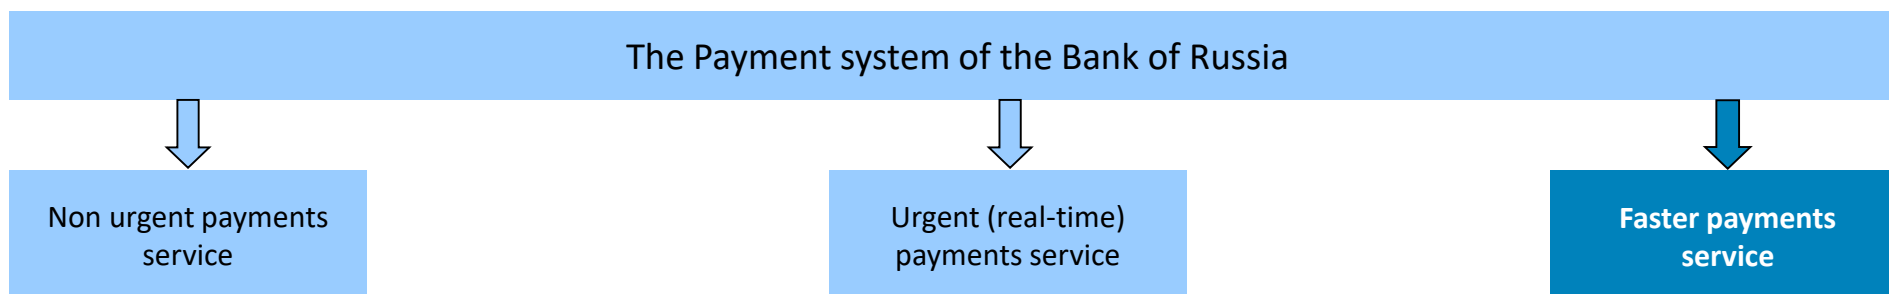 The Payment system of the Bank of Russia
Non urgent payments
service
Urgent (real-time)
payments service
Faster payments
service